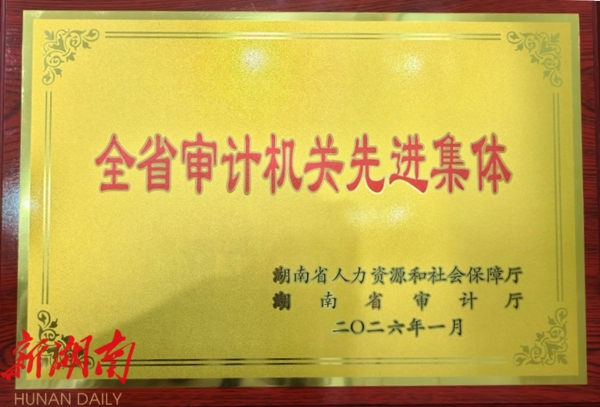 全省审计机关先进集体
湖南省人力资源和社会保障厅
湖南省审计厅
二〇二六年一月
新湖南
HUNAN DAILY